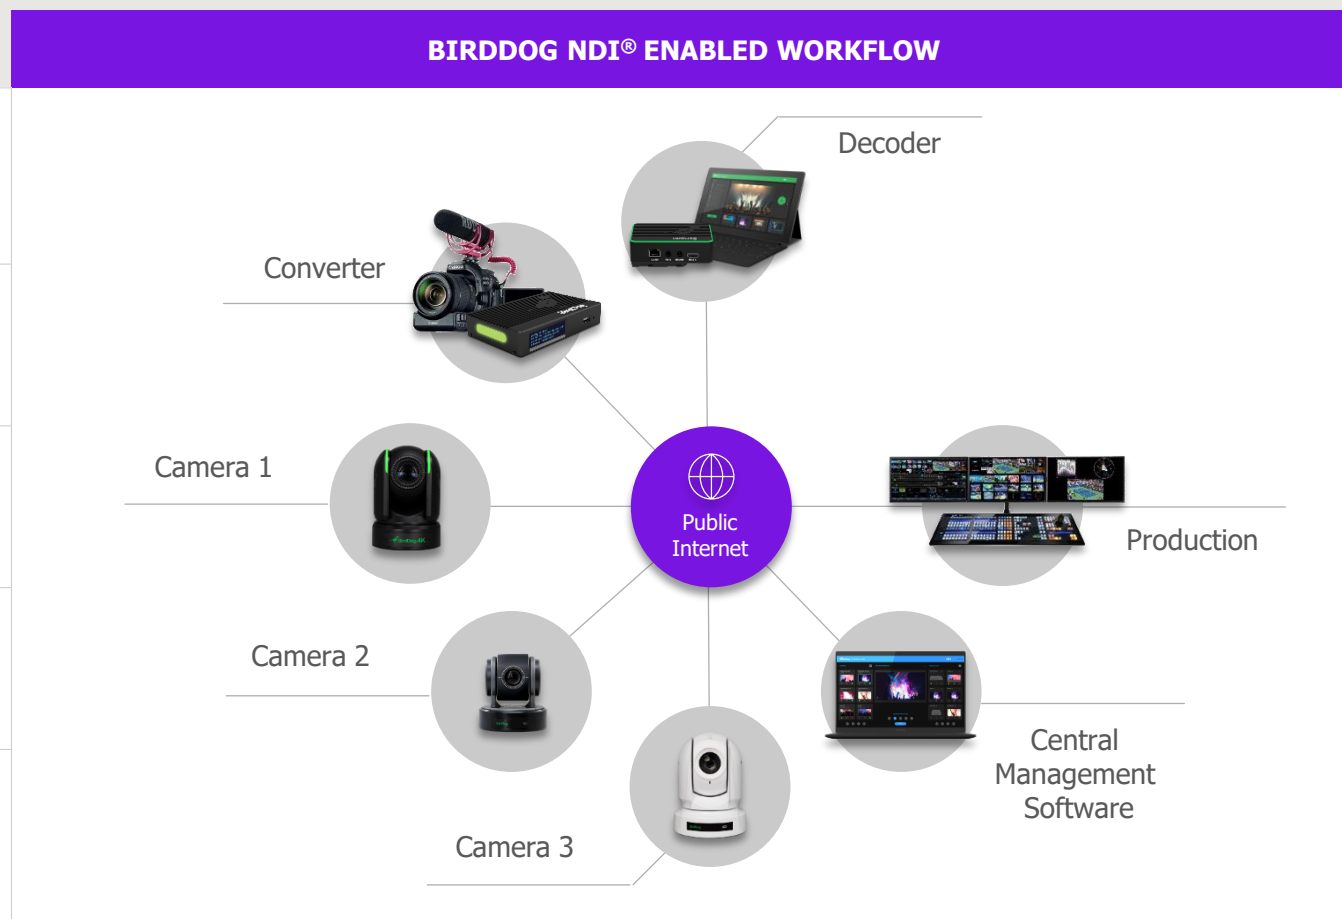 BIRDDOG NDI® ENABLED WORKFLOW
Decoder
Converter
Camera 1
Public
Internet
Production
Camera 2
Central
Management
Software
Camera 3